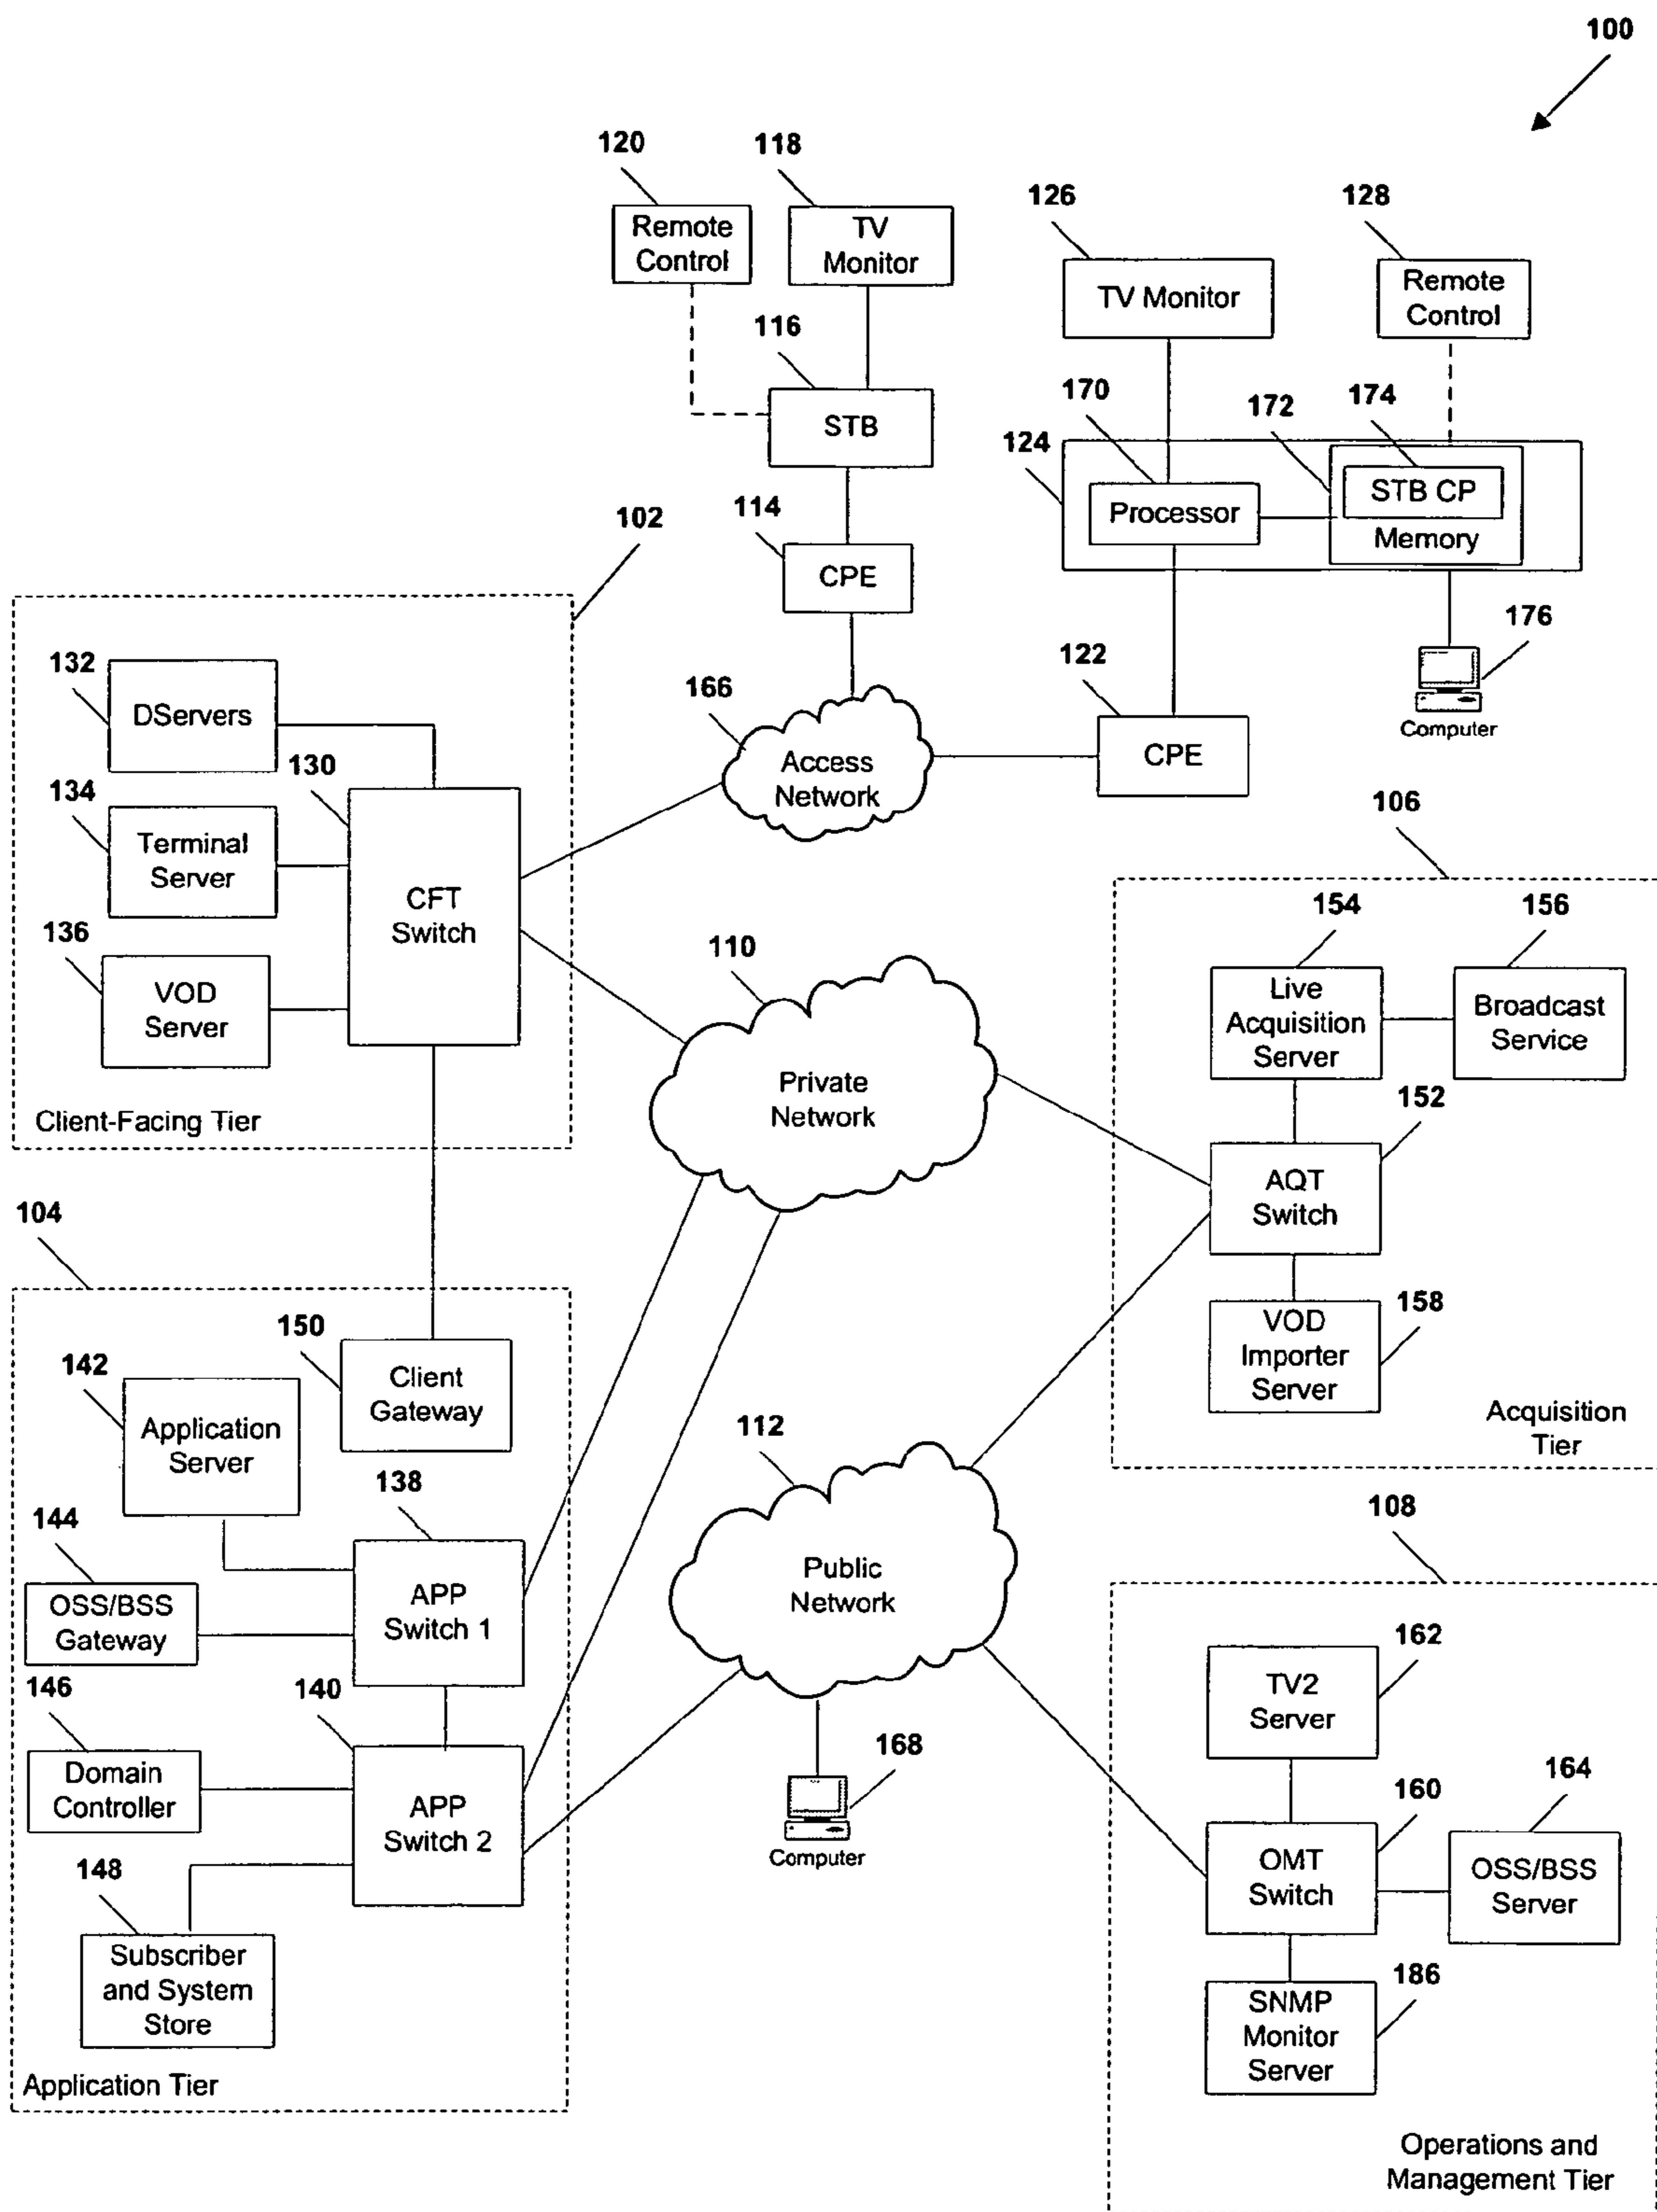 100
120
118
Remote
Control
TV
Monitor
126
128
TV Monitor
Remote
Control
116
STB
170
172
174
124
Processor
STB CP
Memory
114
CPE
102
176
Computer
122
CPE
166
Access
Network
132
DServers
130
134
Terminal
Server
CFT
Switch
136
VOD
Server
Client-Facing Tier
106
154
156
Live
Acquisition
Server
Broadcast
Service
110
Private
Network
152
AQT
Switch
158
VOD
Importer
Server
Acquisition
Tier
104
150
Client
Gateway
142
Application
Server
138
144
OSS/BSS
Gateway
APP
Switch 1
146
140
Domain
Controller
APP
Switch 2
148
Subscriber
and System
Store
Application Tier
112
Public
Network
168
Computer
108
162
TV2
Server
160
164
OMT
Switch
OSS/BSS
Server
186
SNMP
Monitor
Server
Operations and
Management Tier